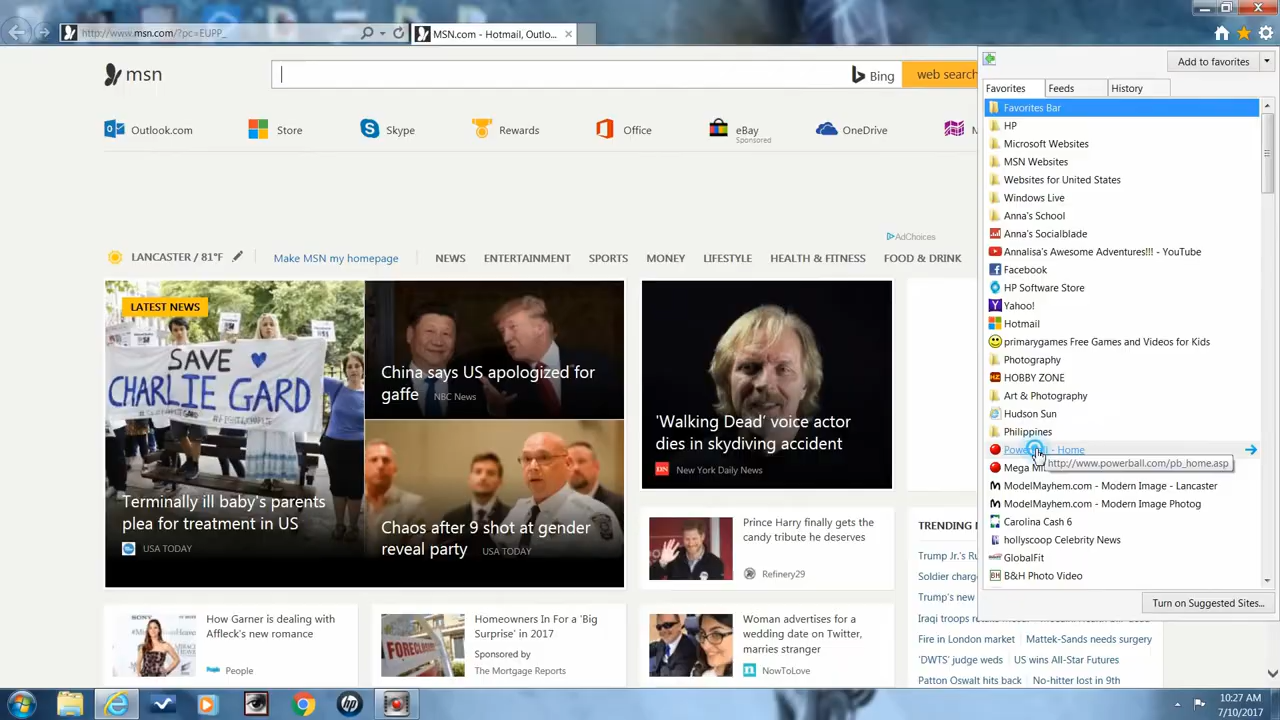 http://www.msn.com/?pc=EUPP_
MSN.com - Hotmail, Outlo...
Add to favorites
Favorites
Feeds
History
msn
Bing
web search
Outlook.com
Store
Skype
Rewards
Office
eBay
Sponsored
OneDrive
AdChoices
LANCASTER / 81°F
Make MSN my homepage
NEWS
ENTERTAINMENT
SPORTS
MONEY
LIFESTYLE
HEALTH & FITNESS
FOOD & DRINK
LATEST NEWS
SAVE
CHARLIE GARD
Terminally ill baby's parents
plea for treatment in US
USA TODAY
China says US apologized for
gaffe
NBC News
Chaos after 9 shot at gender
reveal party
USA TODAY
'Walking Dead' voice actor
dies in skydiving accident
New York Daily News
Prince Harry finally gets the
candy tribute he deserves
Refinery29
TRENDING
Trump Jr.'s
Soldier charg
Trump's new
Iraqi troops
Fire in London market
Mattek-Sands needs surgery
'DWTS' judge weds
US wins All-Star Futures
Patton Oswalt hits back
No-hitter lost in 9th
SONY
How Garner is dealing with
Affleck's new romance
People
FORECLOSURE
Homeowners In For a 'Big
Surprise' in 2017
Sponsored by
The Mortgage Reports
Woman advertises for a
wedding date on Twitter,
marries stranger
NowToLove
Favorites Bar
HP
Microsoft Websites
MSN Websites
Websites for United States
Windows Live
Anna's School
Anna's Socialblade
Annalisa's Awesome Adventures!!! - YouTube
Facebook
HP Software Store
Yahoo!
Hotmail
primarygames Free Games and Videos for Kids
Photography
HOBBY ZONE
Art & Photography
Hudson Sun
Philippines
Powerball - Home
http://www.powerball.com/pb_home.asp
Mega
ModelMayhem.com - Modern Image - Lancaster
ModelMayhem.com - Modern Image Photog
Carolina Cash 6
hollyscoop Celebrity News
GlobalFit
B&H Photo Video
Turn on Suggested Sites...
10:27 AM
7/10/2017